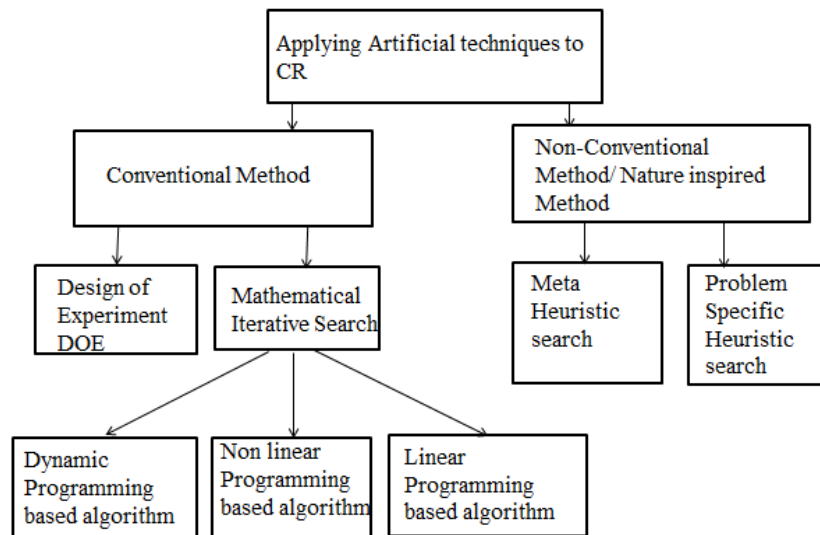 Applying Artificial techniques to
CR
Conventional Method
Non-Conventional
Method/ Nature inspired
Method
Design of
Experiment
DOE
Mathematical
Iterative Search
Meta
Heuristic
search
Problem
Specific
Heuristic
search
Dynamic
Programming
based algorithm
Non linear
Programming
based algorithm
Linear
Programming
based algorithm